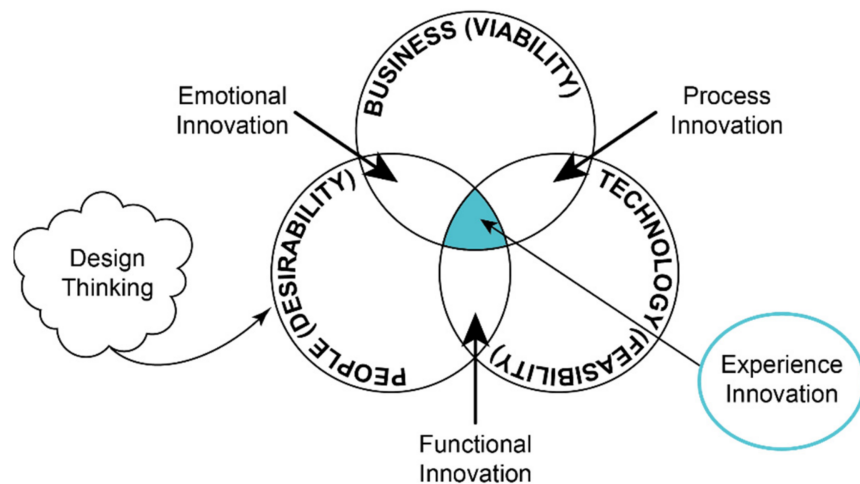 BUSINESS (VIABILITY)
Emotional
Innovation
Process
Innovation
PEOPLE (DESIRABILITY)
TECHNOLOGY (FEASIBILITY)
Design
Thinking
Experience
Innovation
Functional
Innovation